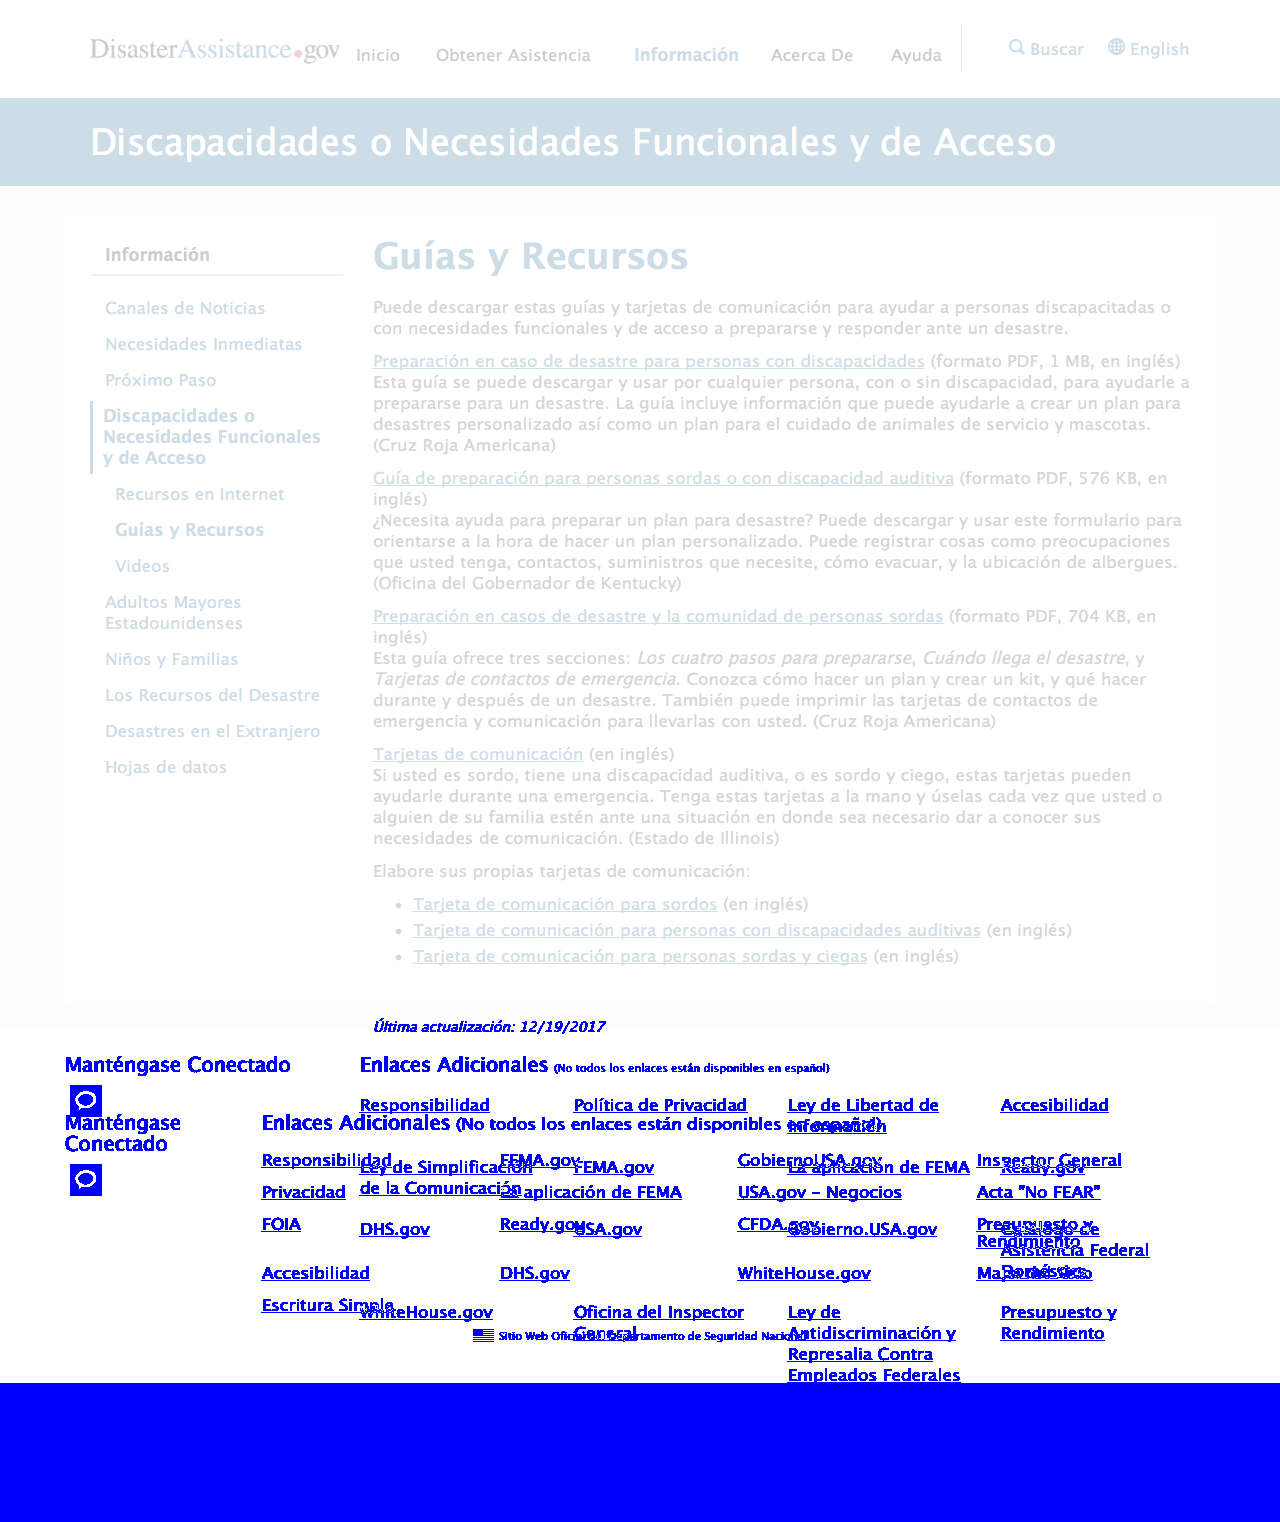 DisasterAssistance.gov Inicio Obtener Asistencia Información Acerca De Ayuda Buscar English
Discapacidades o Necesidades Funcionales y de Acceso
Información
Canales de Noticias
Necesidades Inmediatas
Próximo Paso
Discapacidades o
Necesidades Funcionales
y de Acceso
Recursos en Internet
Guías y Recursos
Videos
Adultos Mayores
Estadounidenses
Niños y Familias
Los Recursos del Desastre
Desastres en el Extranjero
Hojas de datos
Guías y Recursos
Puede descargar estas guías y tarjetas de comunicación para ayudar a personas discapacitadas o
con necesidades funcionales y de acceso a prepararse y responder ante un desastre.
Preparación en caso de desastre para personas con discapacidades (formato PDF, 1 MB, en inglés)
Esta guía se puede descargar y usar por cualquier persona, con o sin discapacidad, para ayudarle a
prepararse para un desastre. La guía incluye información que puede ayudarle a crear un plan para
desastres personalizado así como un plan para el cuidado de animales de servicio y mascotas.
(Cruz Roja Americana)
Guía de preparación para personas sordas o con discapacidad auditiva (formato PDF, 576 KB, en
inglés)
¿Necesita ayuda para preparar un plan para desastre? Puede descargar y usar este formulario para
orientarse a la hora de hacer un plan personalizado. Puede registrar cosas como preocupaciones
que usted tenga, contactos, suministros que necesite, cómo evacuar, y la ubicación de albergues.
(Oficina del Gobernador de Kentucky)
Preparación en casos de desastre y la comunidad de personas sordas (formato PDF, 704 KB, en
inglés)
Esta guía ofrece tres secciones: Los cuatro pasos para prepararse, Cuándo llega el desastre, y
Tarjetas de contactos de emergencia. Conozca cómo hacer un plan y crear un kit, y qué hacer
durante y después de un desastre. También puede imprimir las tarjetas de contactos de
emergencia y comunicación para llevarlas con usted. (Cruz Roja Americana)
Tarjetas de comunicación (en inglés)
Si usted es sordo, tiene una discapacidad auditiva, o es sordo y ciego, estas tarjetas pueden
ayudarle durante una emergencia. Tenga estas tarjetas a la mano y úselas cada vez que usted o
alguien de su familia estén ante una situación en donde sea necesario dar a conocer sus
necesidades de comunicación. (Estado de Illinois)
Elabore sus propias tarjetas de comunicación:
• Tarjeta de comunicación para sordos (en inglés)
• Tarjeta de comunicación para personas con discapacidades auditivas (en inglés)
• Tarjeta de comunicación para personas sordas y ciegas (en inglés)
Última actualización: 12/19/2017
Manténgase Conectado
Enlaces Adicionales (No todos los enlaces están disponibles en español)
Responsibilidad Política de Privacidad Ley de Libertad de Accesibilidad
Información
Manténgase
Conectado
Enlaces Adicionales (No todos los enlaces están disponibles en español)
Responsibilidad FEMA.gov GobiernoUSA.gov Inspector General
Ley de Simplificación FEMA.gov La aplicación de FEMA Ready.gov
de la Comunicación
Privacidad La aplicación de FEMA USA.gov - Negocios Acta "No FEAR"
FOIA Ready.gov CFDA.gov Presupuesto y
Rendimiento
DHS.gov USA.gov Gobierno.USA.gov Catálogo de
Asistencia Federal
Doméstica
Accesibilidad DHS.gov WhiteHouse.gov Mapa del Sitio
Escritura Simple
WhiteHouse.gov Oficina del Inspector Ley de Presupuesto y
General Antidiscriminación y Rendimiento
Represalia Contra
Empleados Federales
Sitio Web Oficial del Departamento de Seguridad Nacional